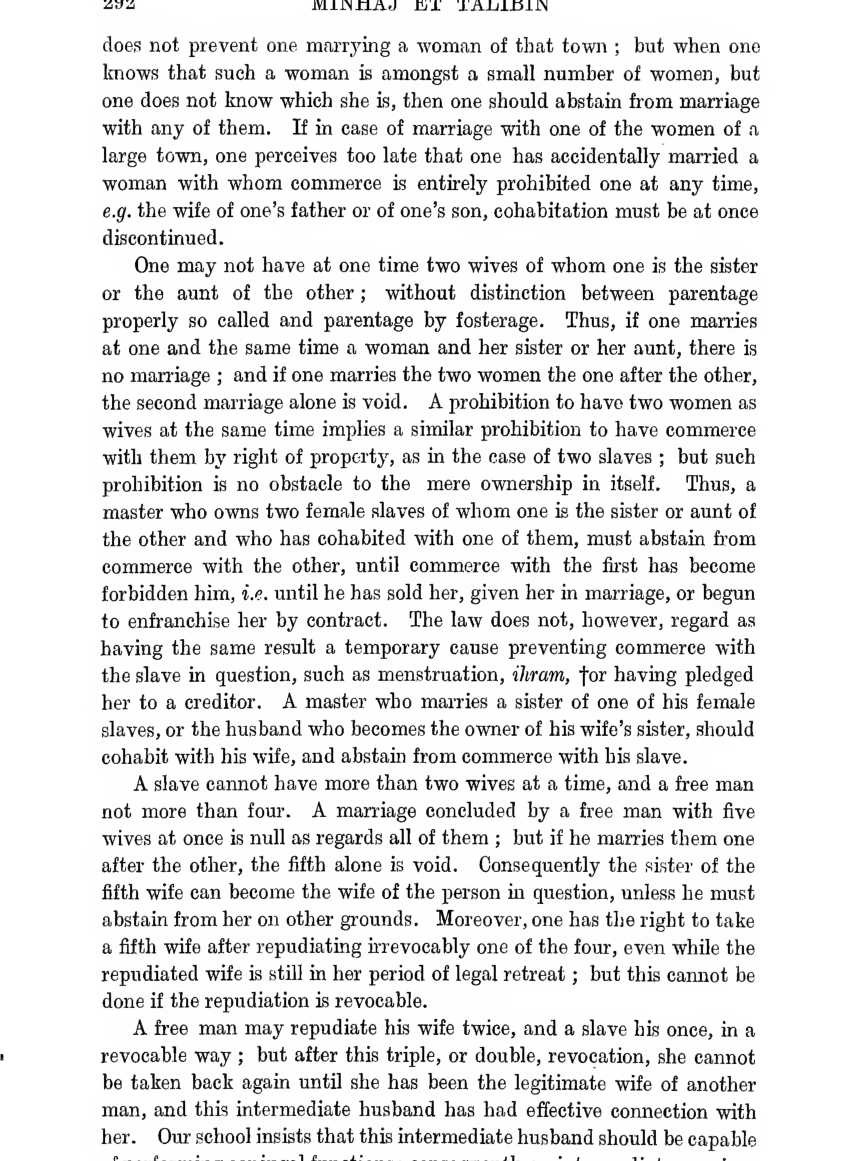 292 MINHAJ ET TALIBIN
does not prevent one marrying a woman of that town ; but when one
knows that such a woman is amongst a small number of women, but
one does not know which she is, then one should abstain from marriage
with any of them. If in case of marriage with one of the women of a
large town, one perceives too late that one has accidentally married a
woman with whom commerce is entirely prohibited one at any time,
e.g. the wife of one's father or of one's son, cohabitation must be at once
discontinued.
One may not have at one time two wives of whom one is the sister
or the aunt of the other ; without distinction between parentage
properly so called and parentage by fosterage. Thus, if one marries
at one and the same time a woman and her sister or her aunt, there is
no marriage ; and if one marries the two women the one after the other,
the second marriage alone is void. A prohibition to have two women as
wives at the same time implies a similar prohibition to have commerce
with them by right of property, as in the case of two slaves ; but such
prohibition is no obstacle to the mere ownership in itself. Thus, a
master who owns two female slaves of whom one is the sister or aunt of
the other and who has cohabited with one of them, must abstain from
commerce with the other, until commerce with the first has become
forbidden him, i.e. until he has sold her, given her in marriage, or begun
to enfranchise her by contract. The law does not, however, regard as
having the same result a temporary cause preventing commerce with
the slave in question, such as menstruation, ihram, †or having pledged
her to a creditor. A master who marries a sister of one of his female
slaves, or the husband who becomes the owner of his wife's sister, should
cohabit with his wife, and abstain from commerce with his slave.
A slave cannot have more than two wives at a time, and a free man
not more than four. A marriage concluded by a free man with five
wives at once is null as regards all of them ; but if he marries them one
after the other, the fifth alone is void. Consequently the sister of the
fifth wife can become the wife of the person in question, unless he must
abstain from her on other grounds. Moreover, one has the right to take
a fifth wife after repudiating irrevocably one of the four, even while the
repudiated wife is still in her period of legal retreat ; but this cannot be
done if the repudiation is revocable.
A free man may repudiate his wife twice, and a slave his once, in a
revocable way ; but after this triple, or double, revocation, she cannot
be taken back again until she has been the legitimate wife of another
man, and this intermediate husband has had effective connection with
her. Our school insists that this intermediate husband should be capable